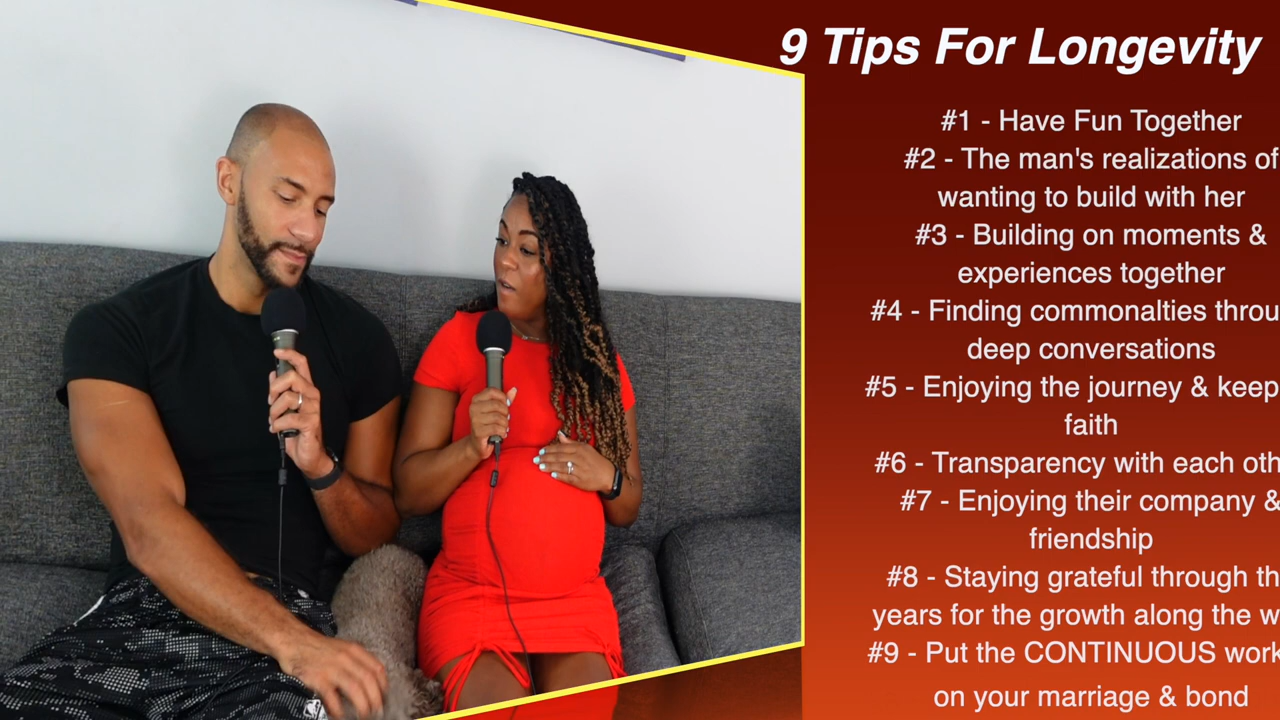 9 Tips For Longevity
#1 - Have Fun Together
#2 - The man's realizations of
wanting to build with her
#3 - Building on moments &
experiences together
#4 - Finding commonalties throu
deep conversations
#5 - Enjoying the journey & keep
faith
#6 - Transparency with each oth
#7 - Enjoying their company &
friendship
#8 - Staying grateful through th
years for the growth along the w
#9 - Put the CONTINUOUS work
on your marriage & bond